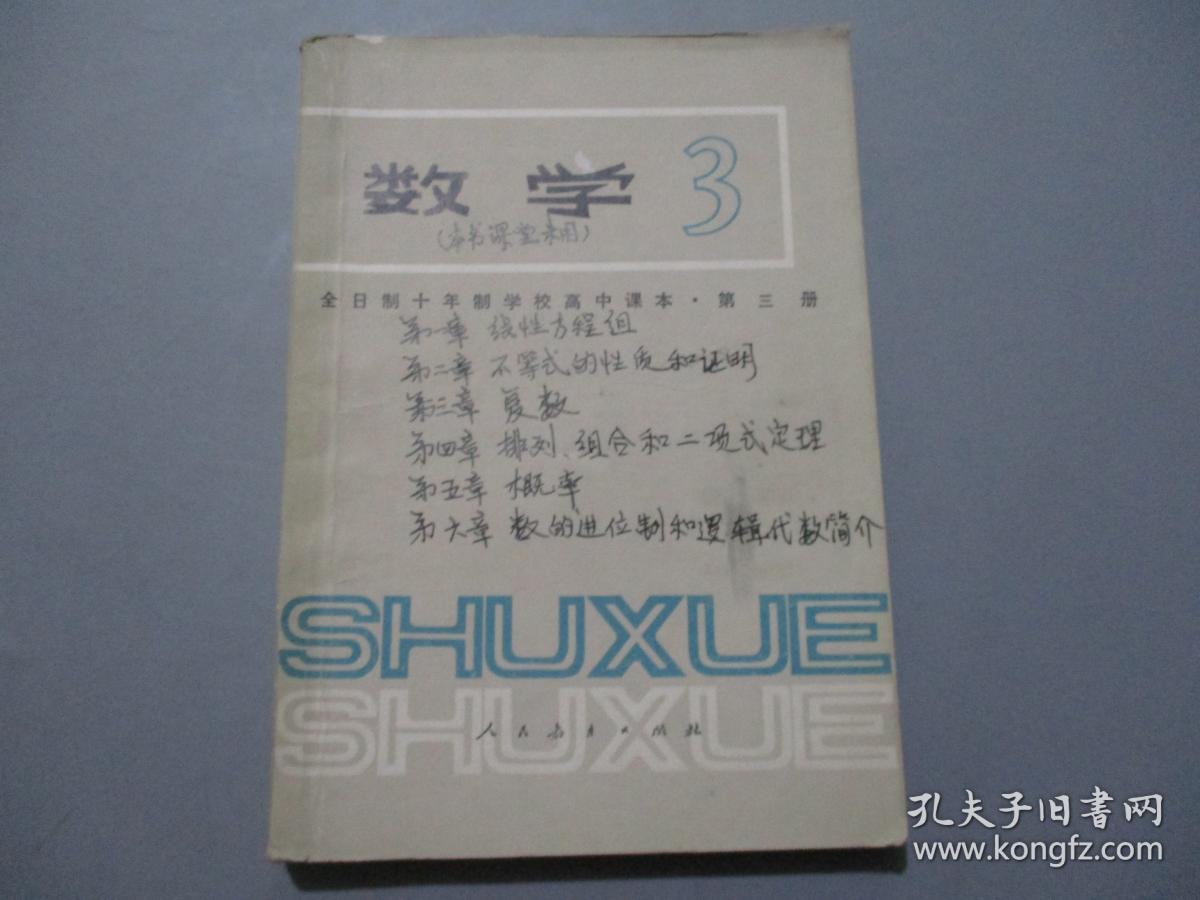 数学 3
(本书课堂未用)
全日制十年制学校高中课本·第三册
第一章 线性方程组
第二章 不等式的性质和证明
第三章 复数
第四章 排列、组合和二项式定理
第五章 概率
第六章 数的进位制和逻辑代数简介
SHUXUE
SHUXUE
人民教育出版社
孔夫子旧书网
www.kongfz.com